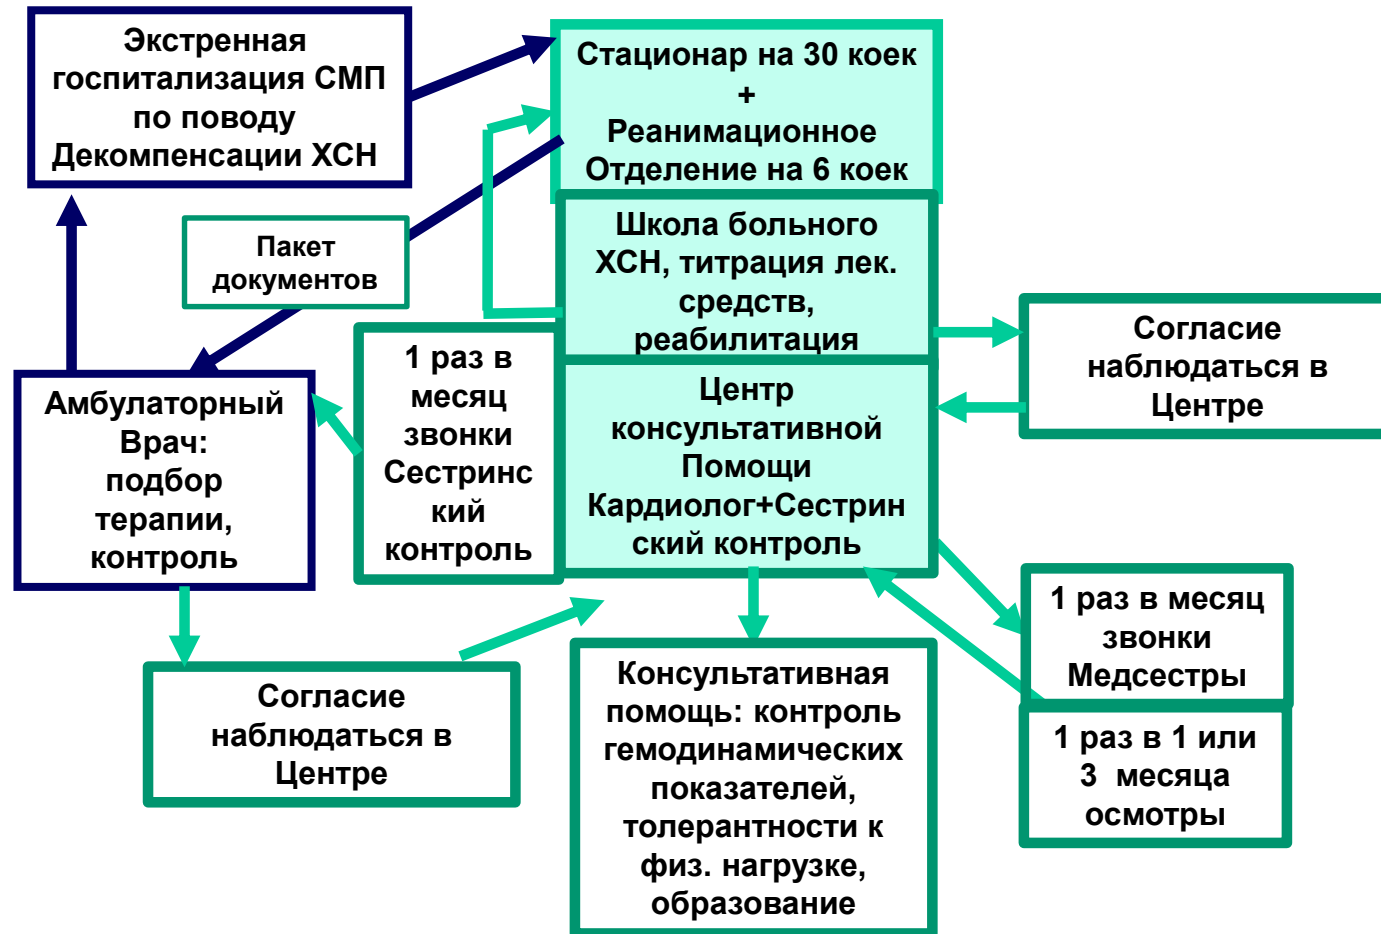 Экстренная
госпитализация СМП
по поводу
Декомпенсации ХСН
Стационар на 30 коек
+
Реанимационное
Отделение на 6 коек
Пакет
документов
Школа больного
ХСН, титрация лек.
средств,
реабилитация
Согласие
наблюдаться в
Центре
1 раз в
месяц
звонки
Сестринс
кий
контроль
Амбулаторный
Врач:
подбор
терапии,
контроль
Центр
консультативной
Помощи
Кардиолог+Сестрин
ский контроль
1 раз в месяц
звонки
Медсестры
Согласие
наблюдаться в
Центре
Консультативная
помощь: контроль
гемодинамических
показателей,
толерантности к
физ. нагрузке,
образование
1 раз в 1 или
3 месяца
осмотры